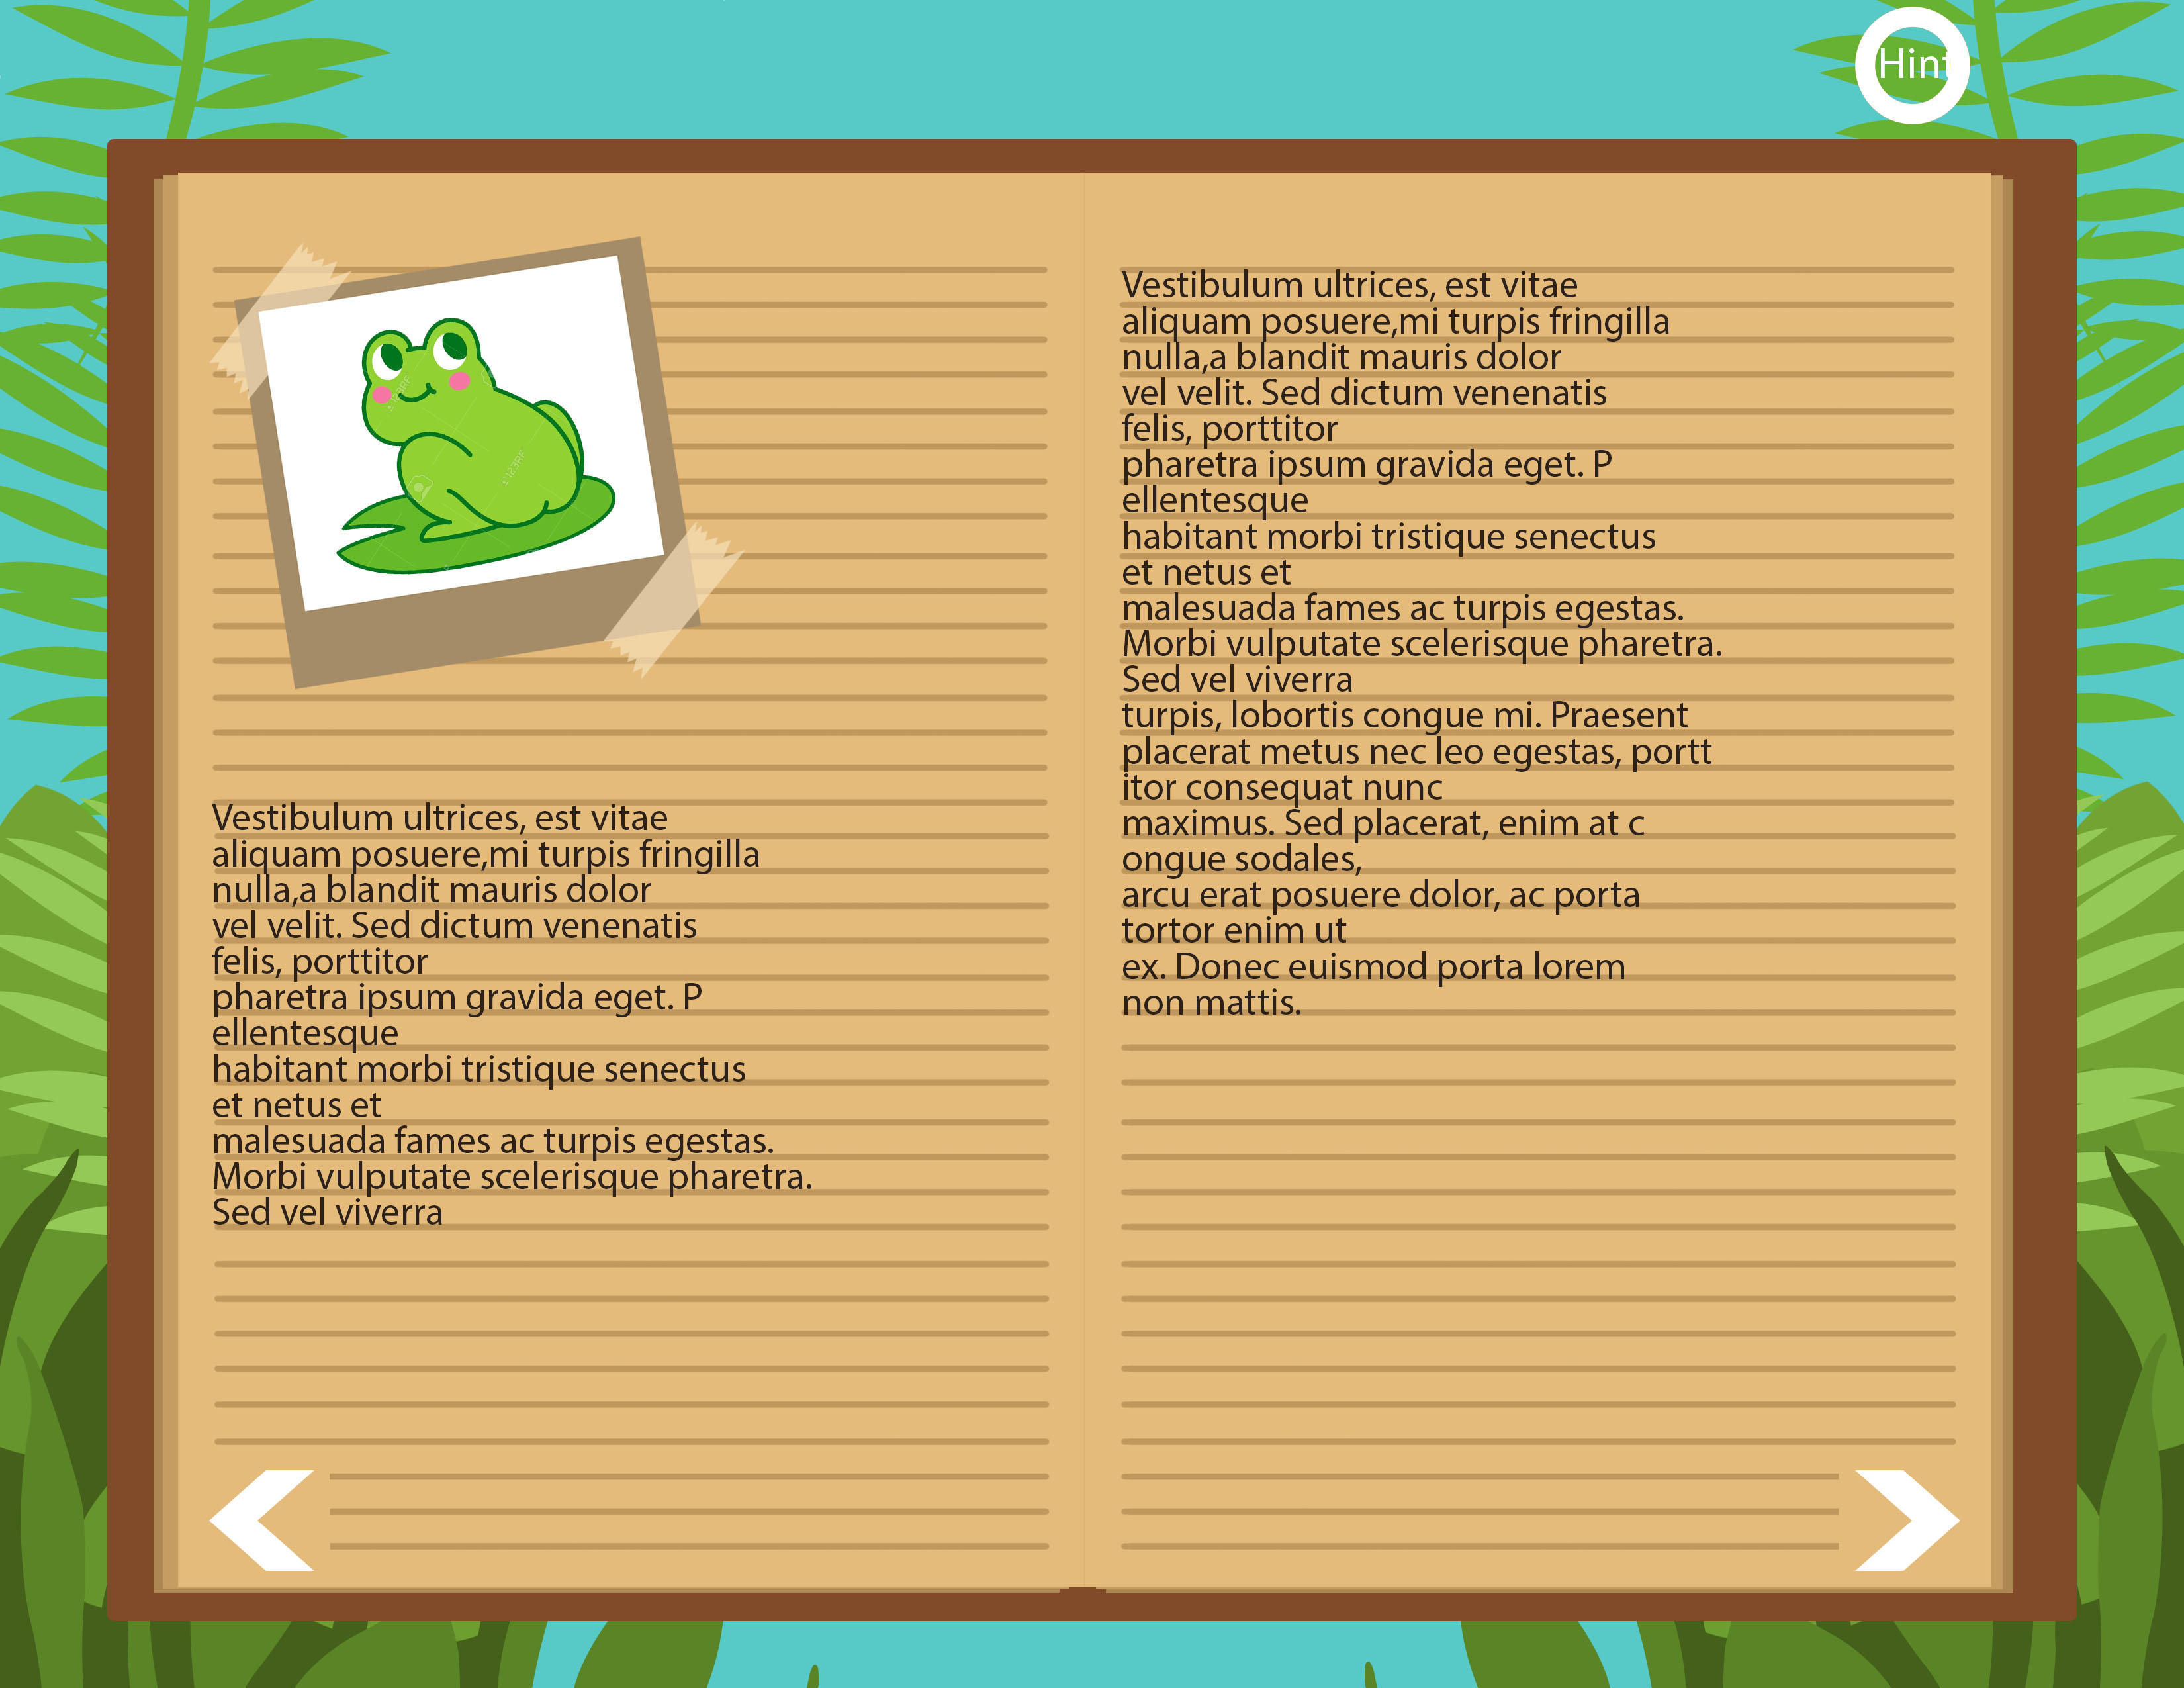 Hint
Vestibulum ultrices, est vitae
aliquam posuere,mi turpis fringilla
nulla,a blandit mauris dolor
vel velit. Sed dictum venenatis
felis, porttitor
pharetra ipsum gravida eget. P
ellentesque
habitant morbi tristique senectus
et netus et
malesuada fames ac turpis egestas.
Morbi vulputate scelerisque pharetra.
Sed vel viverra
Vestibulum ultrices, est vitae
aliquam posuere,mi turpis fringilla
nulla,a blandit mauris dolor
vel velit. Sed dictum venenatis
felis, porttitor
pharetra ipsum gravida eget. P
ellentesque
habitant morbi tristique senectus
et netus et
malesuada fames ac turpis egestas.
Morbi vulputate scelerisque pharetra.
Sed vel viverra
turpis, lobortis congue mi. Praesent
placerat metus nec leo egestas, portt
itor consequat nunc
maximus. Sed placerat, enim at c
ongue sodales,
arcu erat posuere dolor, ac porta
tortor enim ut
ex. Donec euismod porta lorem
non mattis.